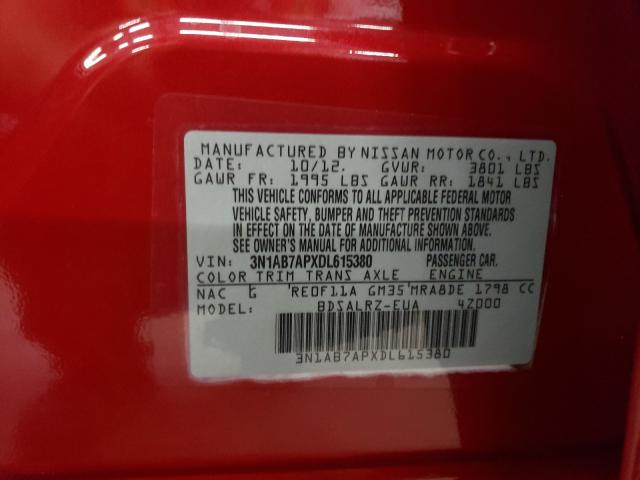 MANUFACTURED BY NISSAN MOTOR CO., LTD.
DATE: 10/12. GVWR: 3801 LBS
GAWR FR: 1995 LBS GAWR RR: 1841 LBS
THIS VEHICLE CONFORMS TO ALL APPLICABLE FEDERAL MOTOR
VEHICLE SAFETY, BUMPER AND THEFT PREVENTION STANDARDS
IN EFFECT ON THE DATE OF MANUFACTURE SHOWN ABOVE.
SEE OWNER'S MANUAL FOR ADDITIONAL INFORMATION.
VIN: 3N1AB7APXDL615380 PASSENGER CAR.
COLOR TRIM TRANS AXLE ENGINE
NAC G RE0F11A GM35 MRA8DE 1798 CC
MODEL: BDSALRZ-EUA 4Z000
3N1AB7APXDL615380